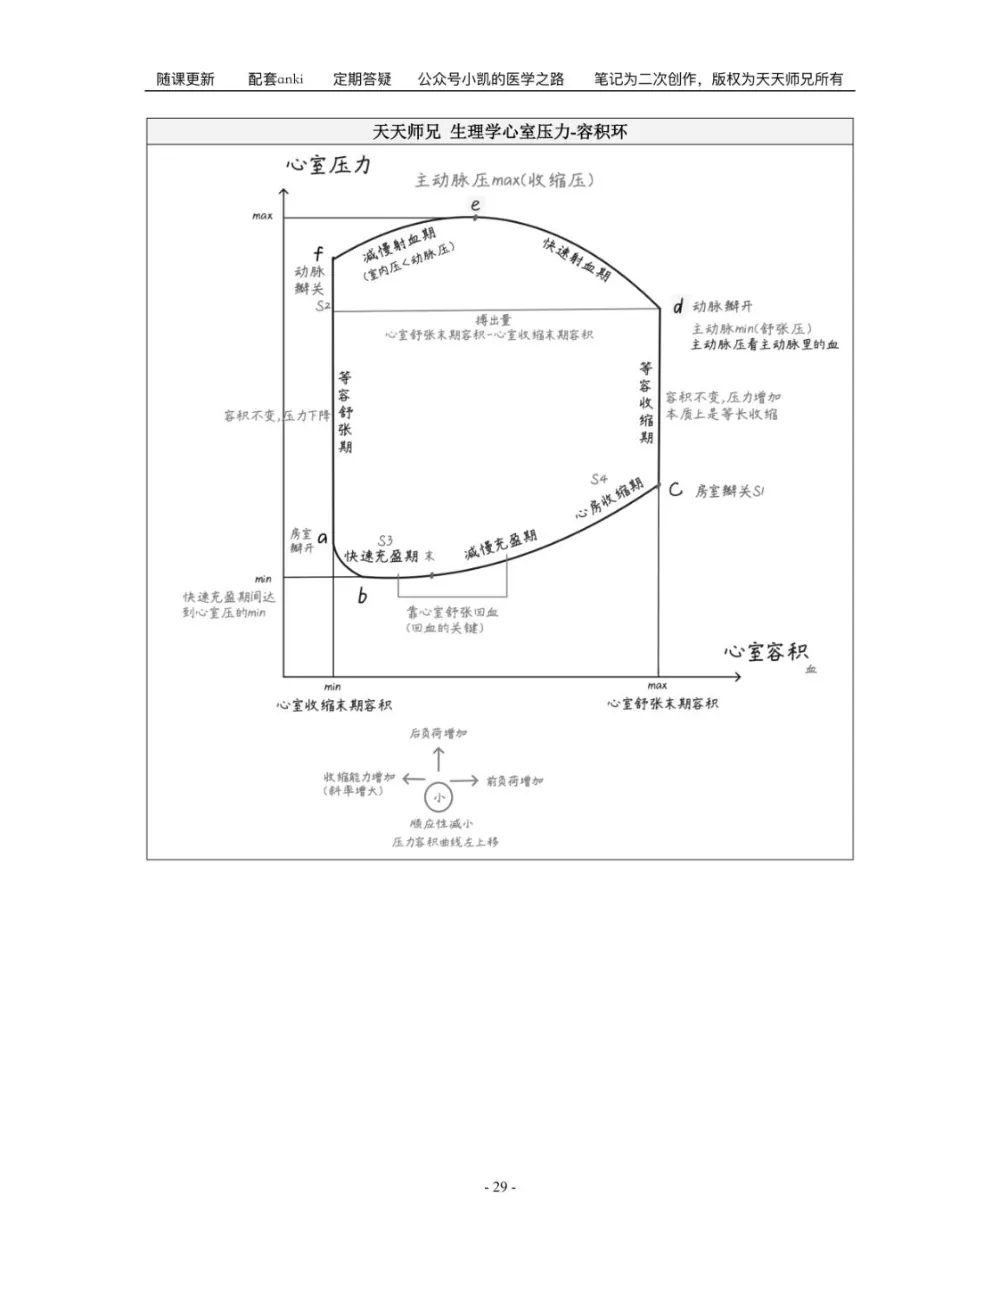 随课更新 配套anki 定期答疑 公众号小凯的医学之路 笔记为二次创作，版权为天天师兄所有
天天师兄 生理学心室压力-容积环
心室压力
主动脉压max(收缩压)
max
e
f
减慢射血期
(室内压<动脉压)
快速射血期
动脉
瓣关
S2
d 动脉瓣开
搏出量
心室舒张末期容积-心室收缩末期容积
主动脉min(舒张压)
主动脉压看主动脉里的血
等容舒张期
等容收缩期
容积不变,压力下降
容积不变,压力增加
本质上是等长收缩
S4
心房收缩期
C 房室瓣关S1
房室
瓣开
a
S3
快速充盈期 末
减慢充盈期
min
b
快速充盈期间达
到心室压的min
靠心室舒张回血
(回血的关键)
心室容积
血
min
max
心室收缩末期容积
心室舒张末期容积
后负荷增加
收缩能力增加
(斜率增大)
前负荷增加
小
顺应性减小
压力容积曲线左上移
- 29 -